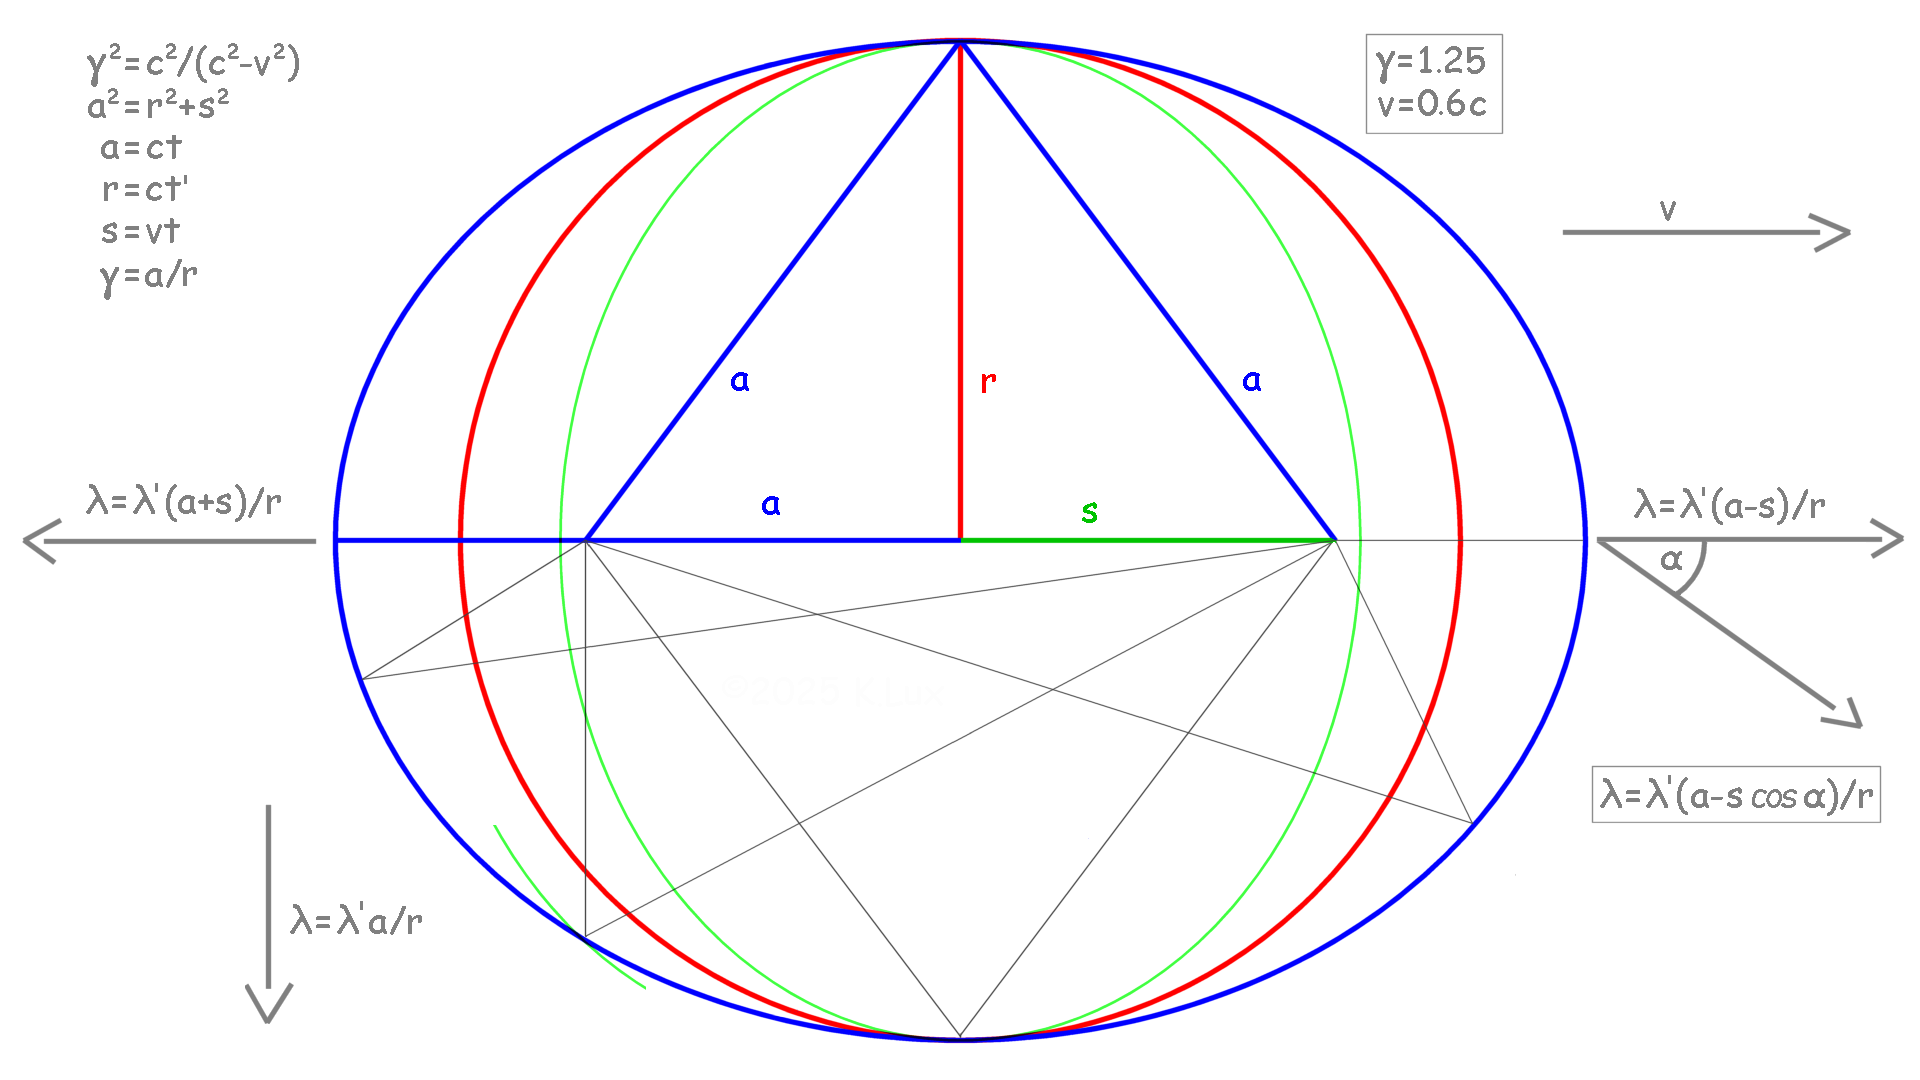 γ²=c²/(c²-v²)
a²=r²+s²
a=ct
r=ct'
s=vt
γ=a/r
γ=1.25
v=0.6c
v
a
r
a
a
s
λ=λ'(a+s)/r
λ=λ'(a-s)/r
α
λ=λ'(a-s cos α)/r
λ=λ'a/r